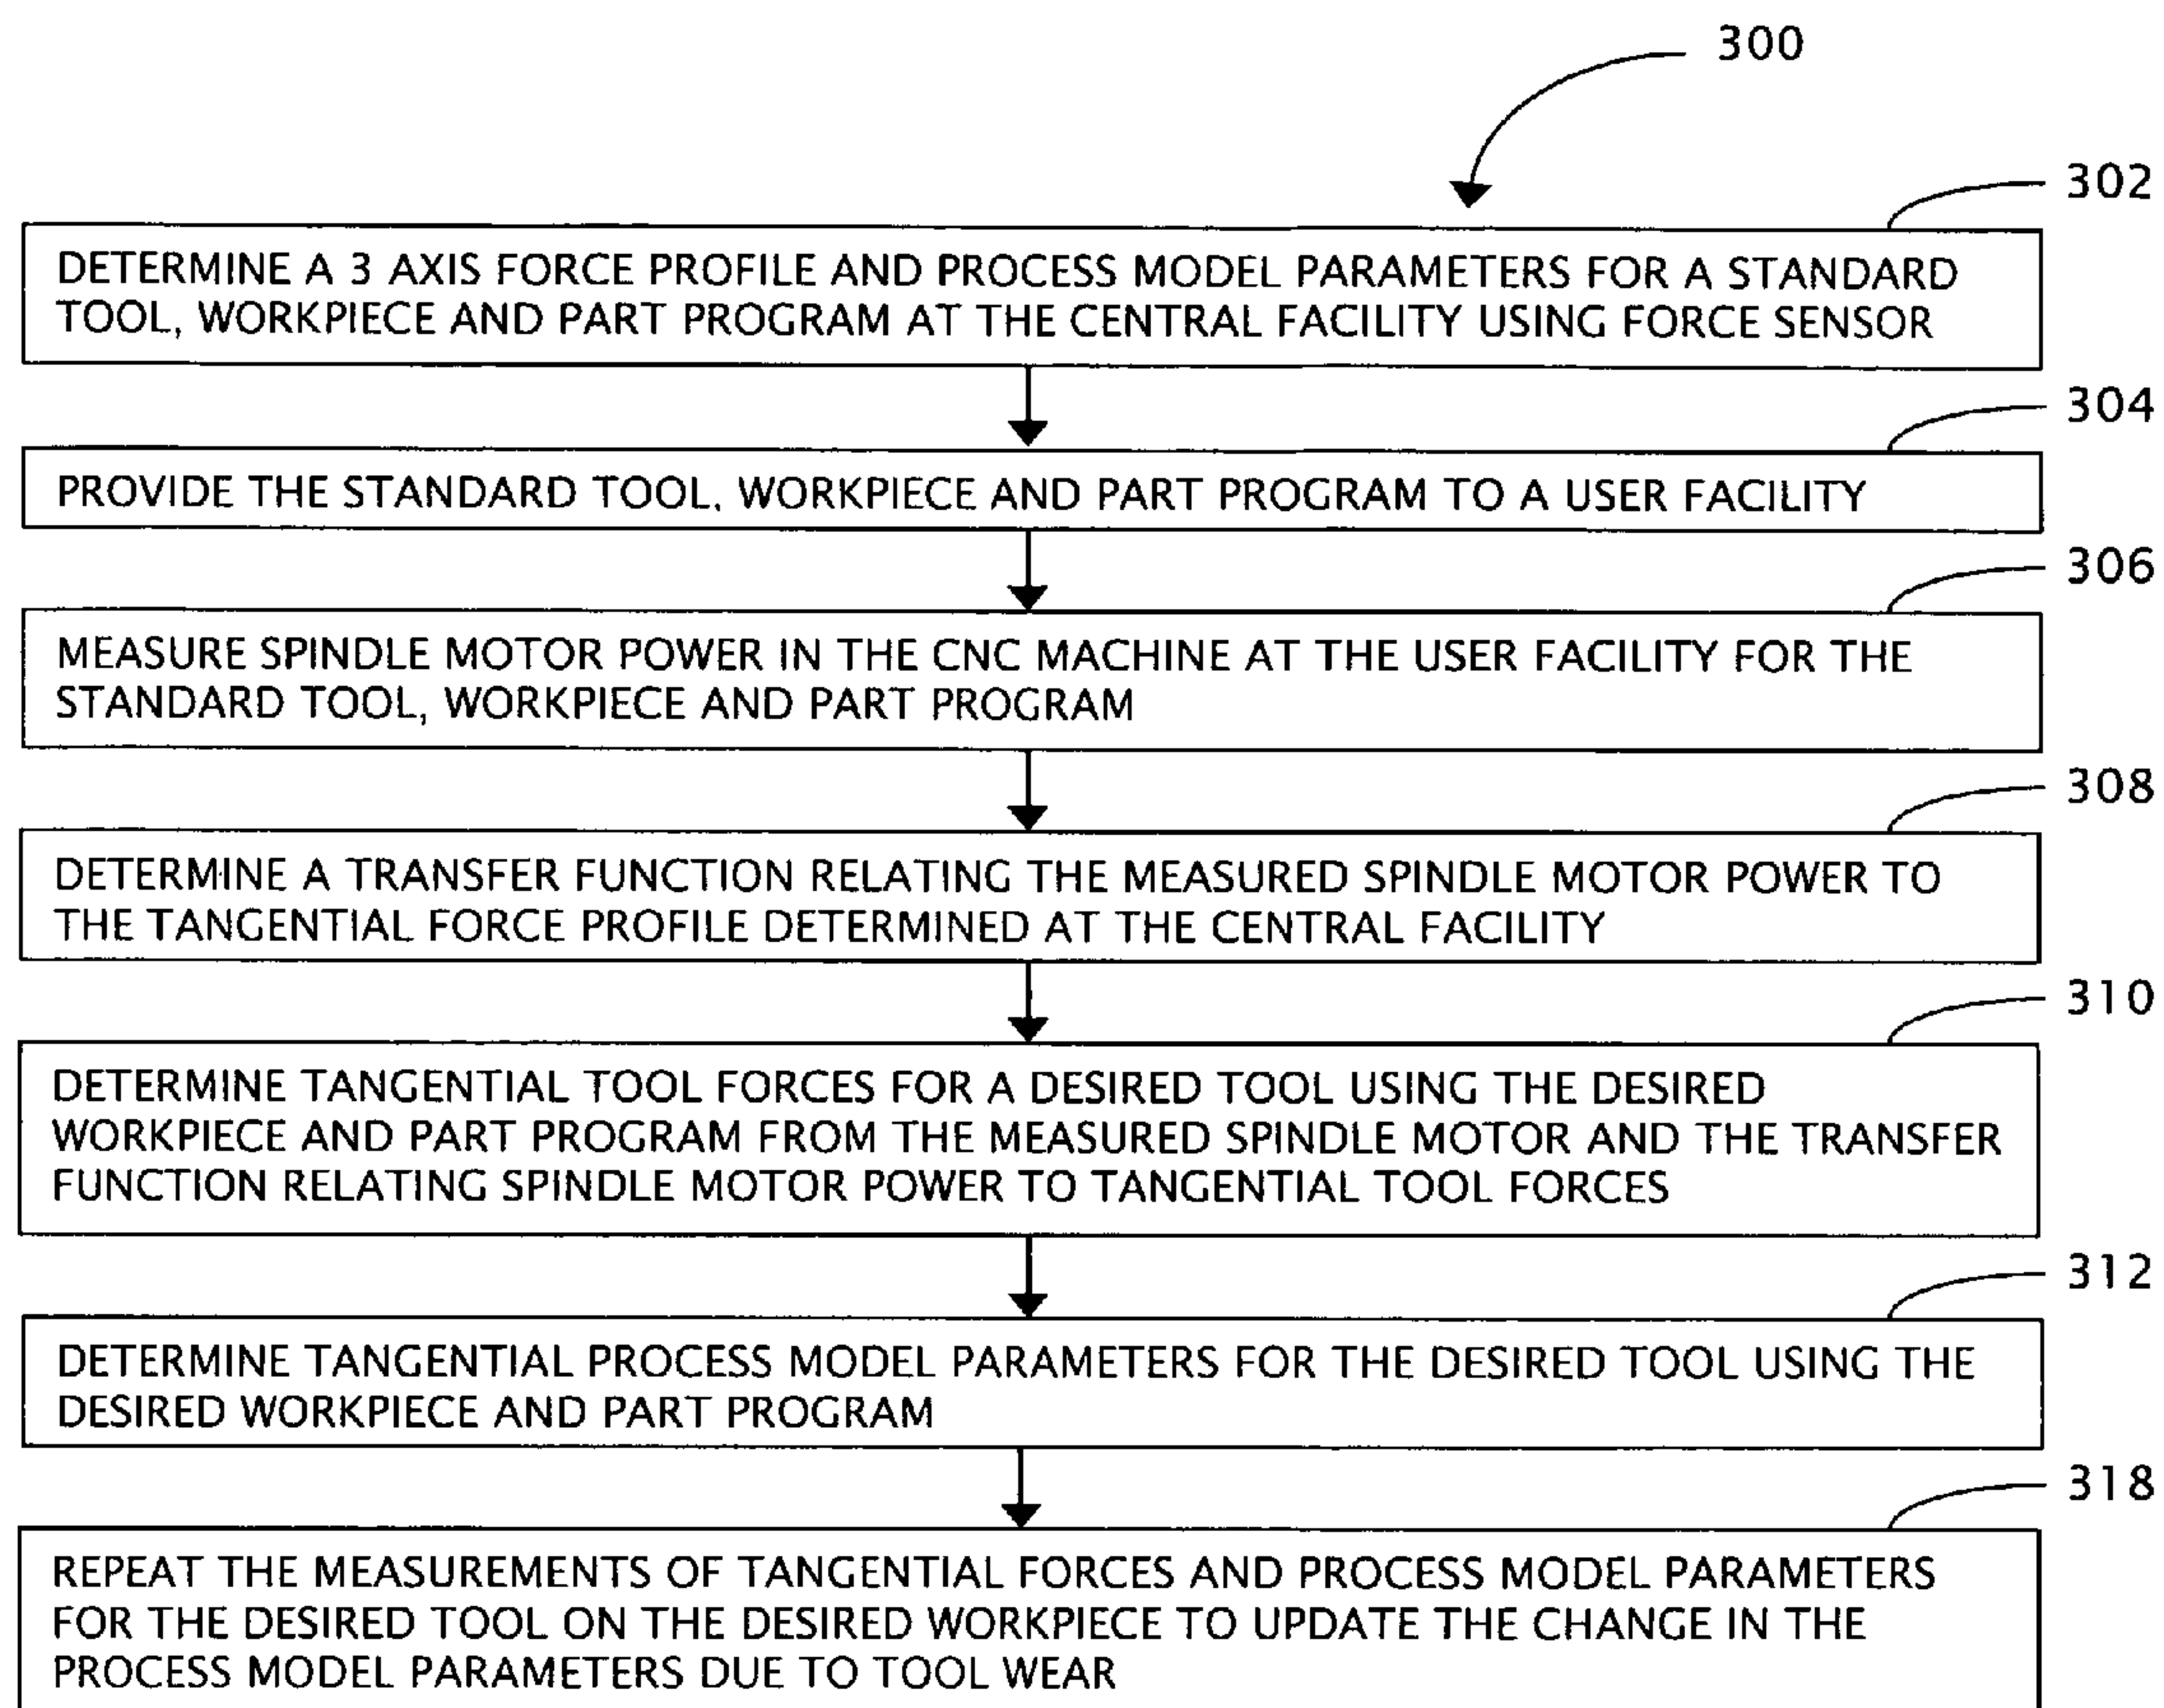 300
302
DETERMINE A 3 AXIS FORCE PROFILE AND PROCESS MODEL PARAMETERS FOR A STANDARD
TOOL, WORKPIECE AND PART PROGRAM AT THE CENTRAL FACILITY USING FORCE SENSOR
304
PROVIDE THE STANDARD TOOL, WORKPIECE AND PART PROGRAM TO A USER FACILITY
306
MEASURE SPINDLE MOTOR POWER IN THE CNC MACHINE AT THE USER FACILITY FOR THE
STANDARD TOOL, WORKPIECE AND PART PROGRAM
308
DETERMINE A TRANSFER FUNCTION RELATING THE MEASURED SPINDLE MOTOR POWER TO
THE TANGENTIAL FORCE PROFILE DETERMINED AT THE CENTRAL FACILITY
310
DETERMINE TANGENTIAL TOOL FORCES FOR A DESIRED TOOL USING THE DESIRED
WORKPIECE AND PART PROGRAM FROM THE MEASURED SPINDLE MOTOR AND THE TRANSFER
FUNCTION RELATING SPINDLE MOTOR POWER TO TANGENTIAL TOOL FORCES
312
DETERMINE TANGENTIAL PROCESS MODEL PARAMETERS FOR THE DESIRED TOOL USING THE
DESIRED WORKPIECE AND PART PROGRAM
318
REPEAT THE MEASUREMENTS OF TANGENTIAL FORCES AND PROCESS MODEL PARAMETERS
FOR THE DESIRED TOOL ON THE DESIRED WORKPIECE TO UPDATE THE CHANGE IN THE
PROCESS MODEL PARAMETERS DUE TO TOOL WEAR